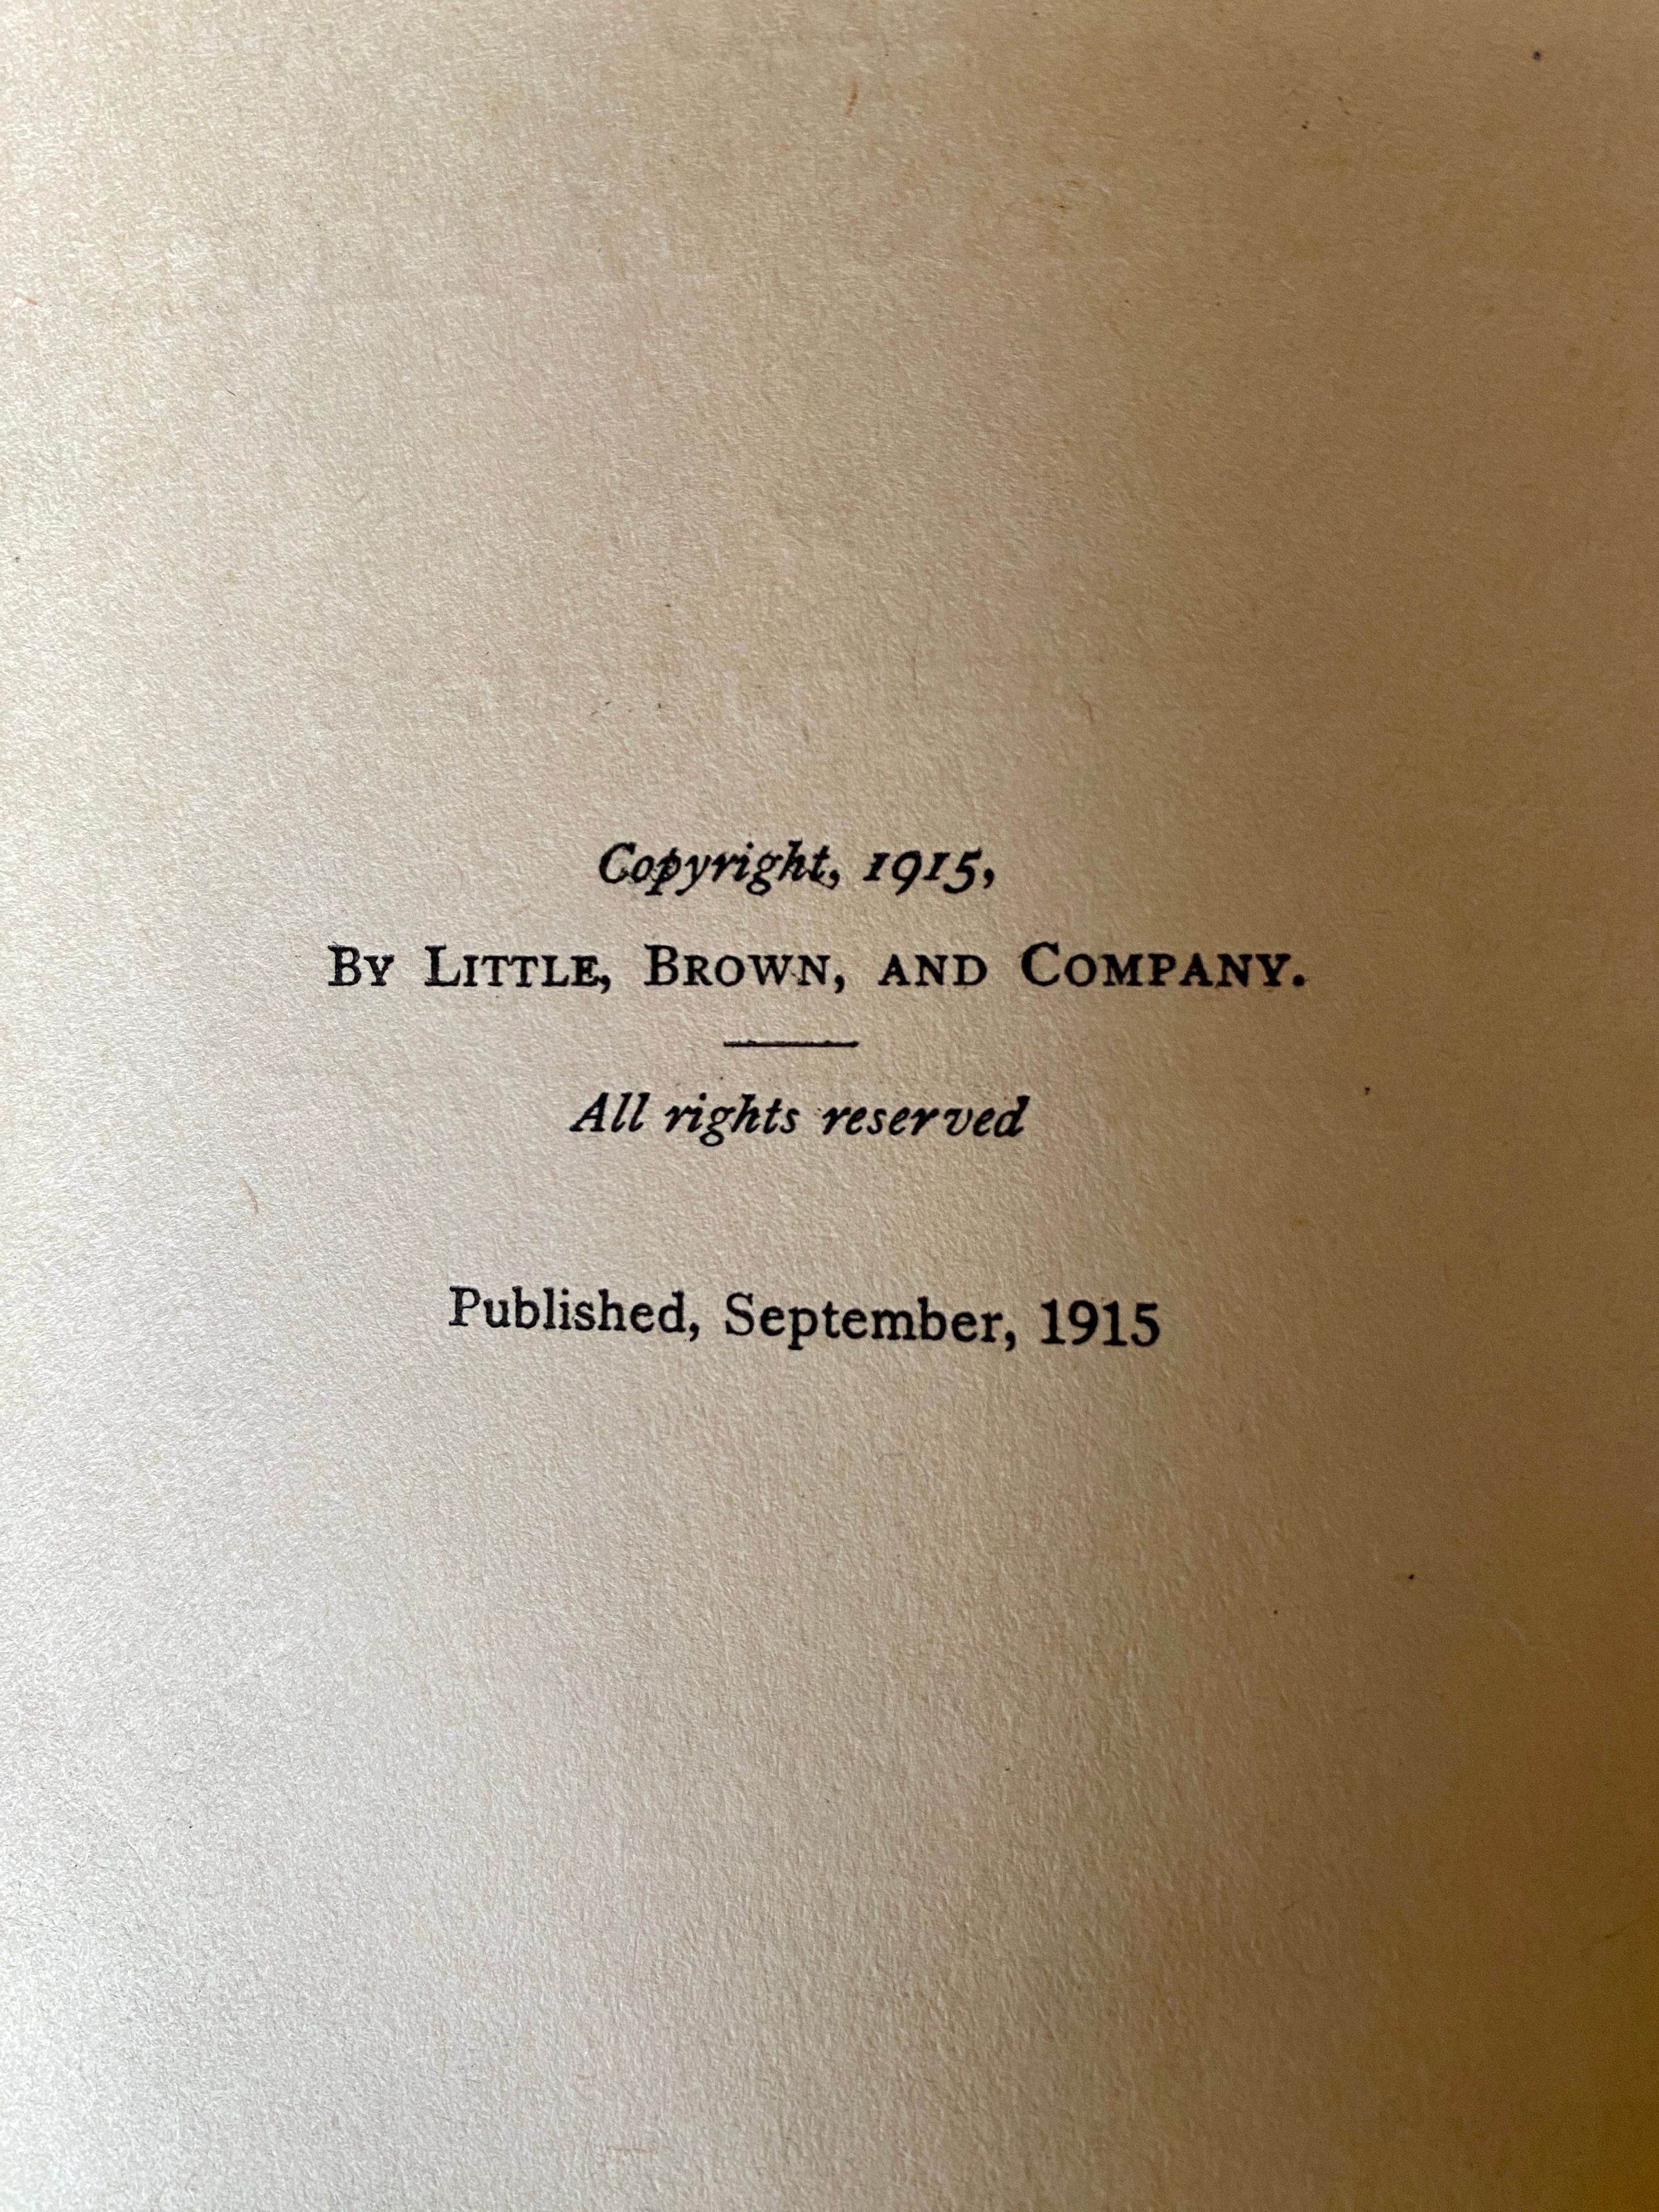 Copyright, 1915,
By Little, Brown, and Company.
All rights reserved
Published, September, 1915